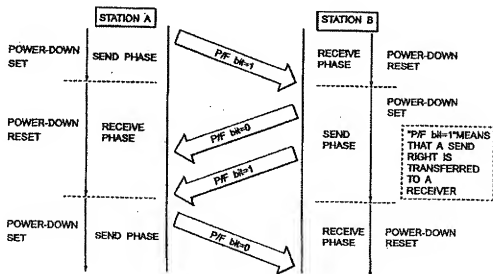 STATION A
STATION B
POWER-DOWN
SET
SEND PHASE
P/F bit=1
RECEIVE
PHASE
POWER-DOWN
RESET
POWER-DOWN
RESET
RECEIVE
PHASE
P/F bit=0
P/F bit=1
SEND
PHASE
POWER-DOWN
SET
"P/F bit=1"MEANS
THAT A SEND
RIGHT IS
TRANSFERRED
TO A
RECEIVER
POWER-DOWN
SET
SEND PHASE
P/F bit=0
RECEIVE
PHASE
POWER-DOWN
RESET